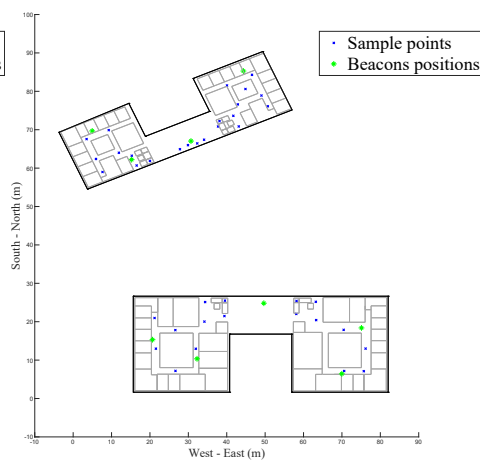 s
Sample points
Beacons positions
100
90
80
70
60
50
40
30
20
10
0
-10
South - North (m)
-10 0 10 20 30 40 50 60 70 80 90
West - East (m)